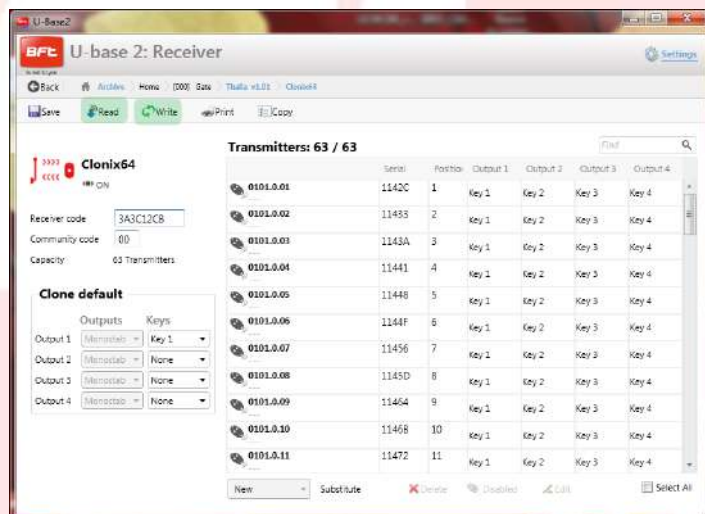 U-Base2
BFT U-base 2: Receiver
Settings
Back Archive Home [000] Gate Thalia v1.01 Clonix64
Save Read Write Print Copy
Clonix64
ON
Receiver code 3A3C12CB
Community code 00
Capacity 63 Transmitters
Clone default
Outputs Keys
Output 1 Monostab Key 1
Output 2 Monostab None
Output 3 Monostab None
Output 4 Monostab None
Transmitters: 63 / 63
Find
Serial Position Output 1 Output 2 Output 3 Output 4
0101.0.01 1142C 1 Key 1 Key 2 Key 3 Key 4
0101.0.02 11433 2 Key 1 Key 2 Key 3 Key 4
0101.0.03 1143A 3 Key 1 Key 2 Key 3 Key 4
0101.0.04 11441 4 Key 1 Key 2 Key 3 Key 4
0101.0.05 11448 5 Key 1 Key 2 Key 3 Key 4
0101.0.06 1144F 6 Key 1 Key 2 Key 3 Key 4
0101.0.07 11456 7 Key 1 Key 2 Key 3 Key 4
0101.0.08 1145D 8 Key 1 Key 2 Key 3 Key 4
0101.0.09 11464 9 Key 1 Key 2 Key 3 Key 4
0101.0.10 1146B 10 Key 1 Key 2 Key 3 Key 4
0101.0.11 11472 11 Key 1 Key 2 Key 3 Key 4
New Substitute Delete Disabled Edit Select All